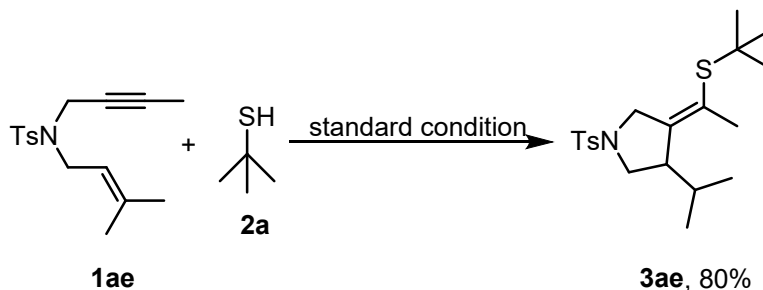 TsN
+
SH
2a
standard condition
TsN
S
1ae
3ae, 80%